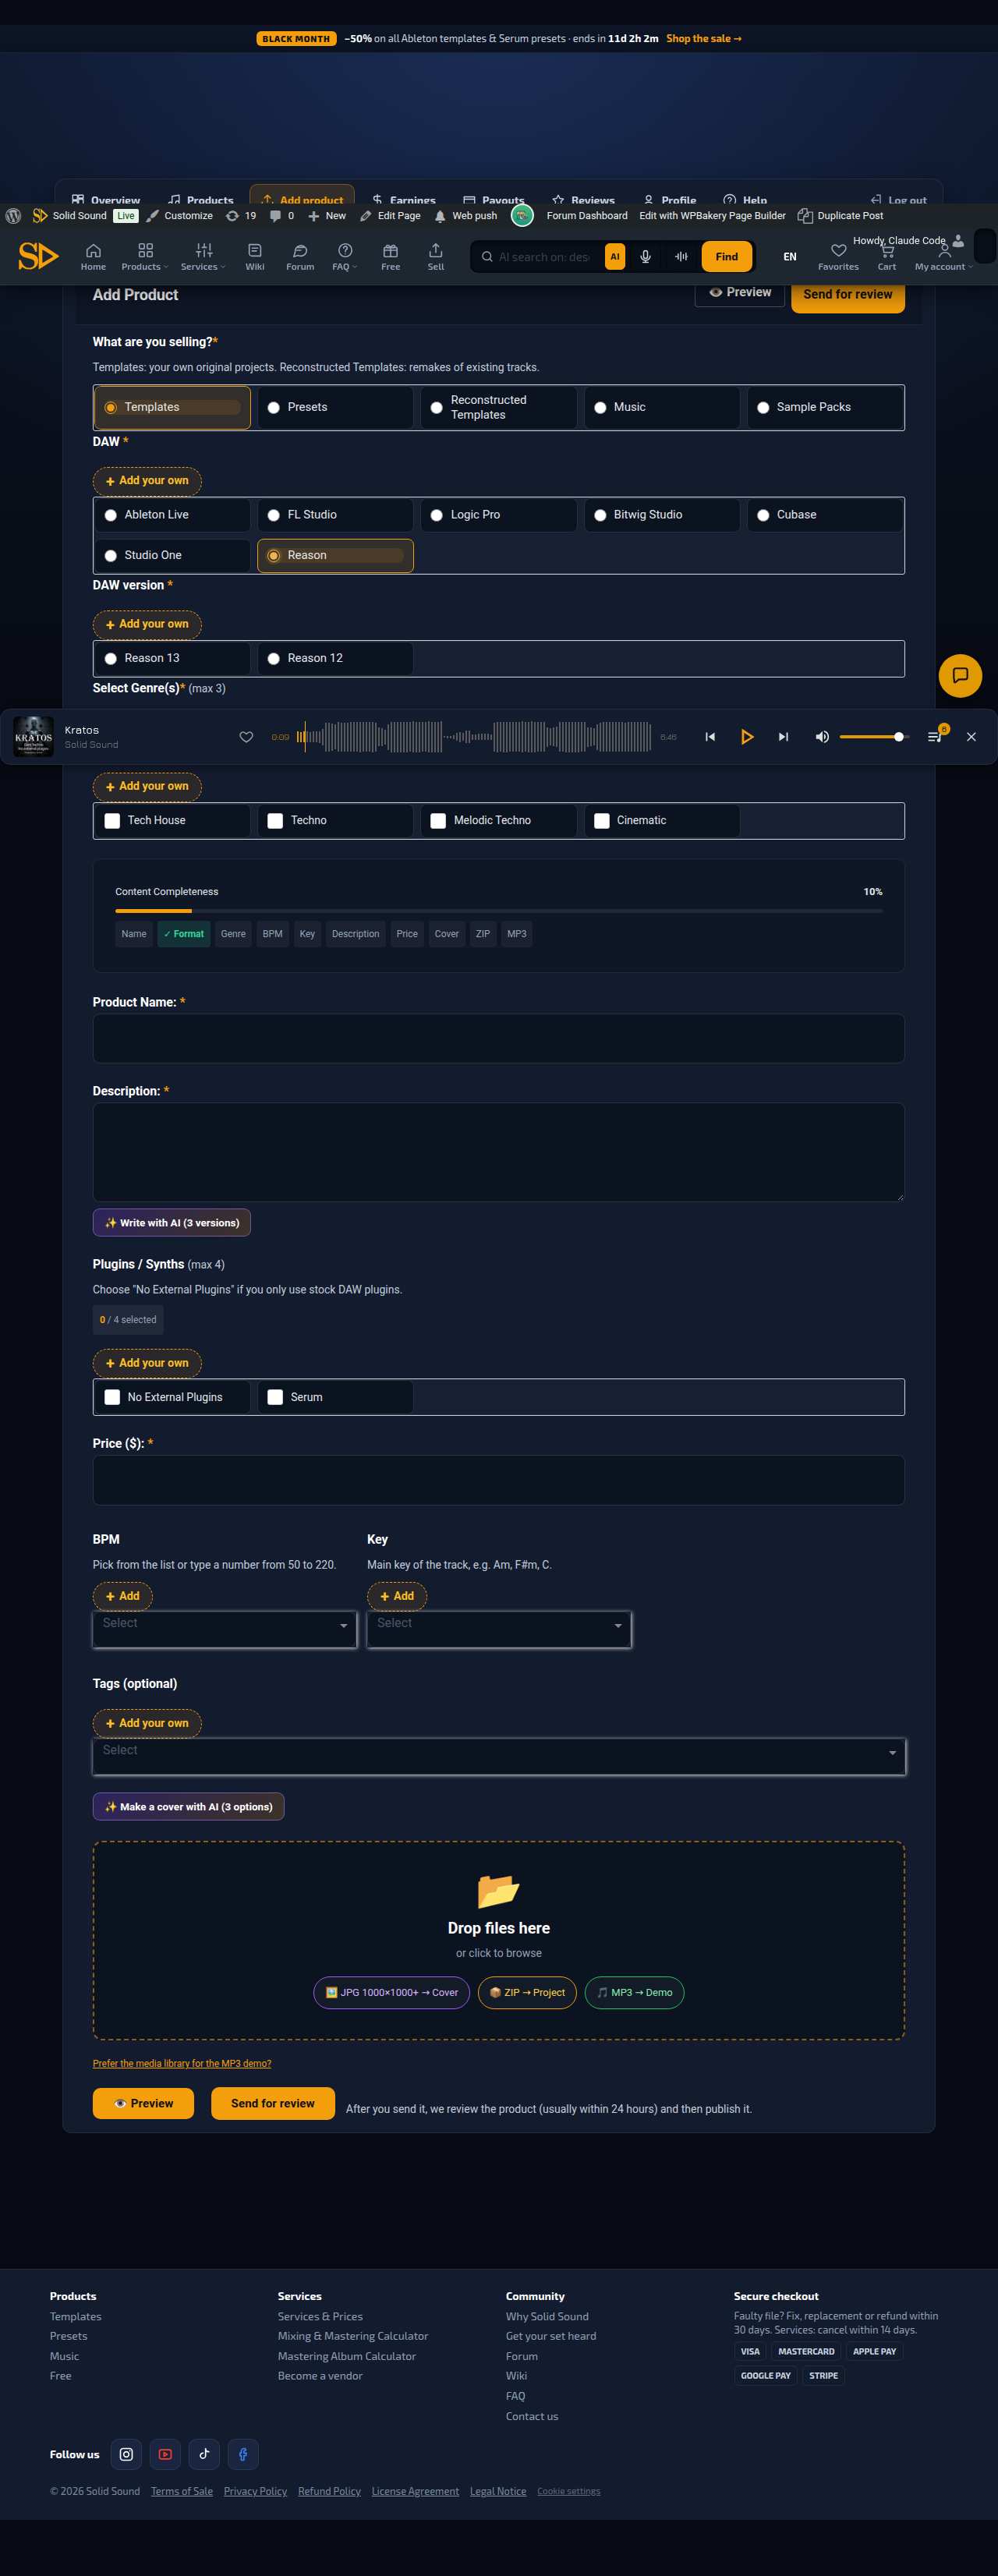 BLACK MONTH −50% on all Ableton templates & Serum presets · ends in 11d 2h 2m Shop the sale →
Overview Products Add product Earnings Payouts Reviews Profile Help Log out
Solid Sound Live Customize 19 0 New Edit Page Web push Forum Dashboard Edit with WPBakery Page Builder Duplicate Post
Howdy, Claude Code
Home Products Services Wiki Forum FAQ Free Sell
AI search on: des
AI
Find
EN
Favorites Cart My account
Add Product
Preview Send for review
What are you selling?*
Templates: your own original projects. Reconstructed Templates: remakes of existing tracks.
Templates Presets Reconstructed Templates Music Sample Packs
DAW *
+ Add your own
Ableton Live FL Studio Logic Pro Bitwig Studio Cubase
Studio One Reason
DAW version *
+ Add your own
Reason 13 Reason 12
Select Genre(s)* (max 3)
KRATOS
Kratos
Solid Sound
0:09
6:46
6
+ Add your own
Tech House Techno Melodic Techno Cinematic
Content Completeness 10%
Name ✓ Format Genre BPM Key Description Price Cover ZIP MP3
Product Name: *
Description: *
✨ Write with AI (3 versions)
Plugins / Synths (max 4)
Choose "No External Plugins" if you only use stock DAW plugins.
0 / 4 selected
+ Add your own
No External Plugins Serum
Price ($): *
BPM Key
Pick from the list or type a number from 50 to 220. Main key of the track, e.g. Am, F#m, C.
+ Add + Add
Select Select
Tags (optional)
+ Add your own
Select
✨ Make a cover with AI (3 options)
Drop files here
or click to browse
JPG 1000×1000+ → Cover ZIP → Project MP3 → Demo
Prefer the media library for the MP3 demo?
Preview Send for review After you send it, we review the product (usually within 24 hours) and then publish it.
Products Services Community Secure checkout
Templates Services & Prices Why Solid Sound Faulty file? Fix, replacement or refund within
Presets Mixing & Mastering Calculator Get your set heard 30 days. Services: cancel within 14 days.
Music Mastering Album Calculator Forum VISA MASTERCARD APPLE PAY
Free Become a vendor Wiki GOOGLE PAY STRIPE
FAQ
Contact us
Follow us
© 2026 Solid Sound Terms of Sale Privacy Policy Refund Policy License Agreement Legal Notice Cookie settings